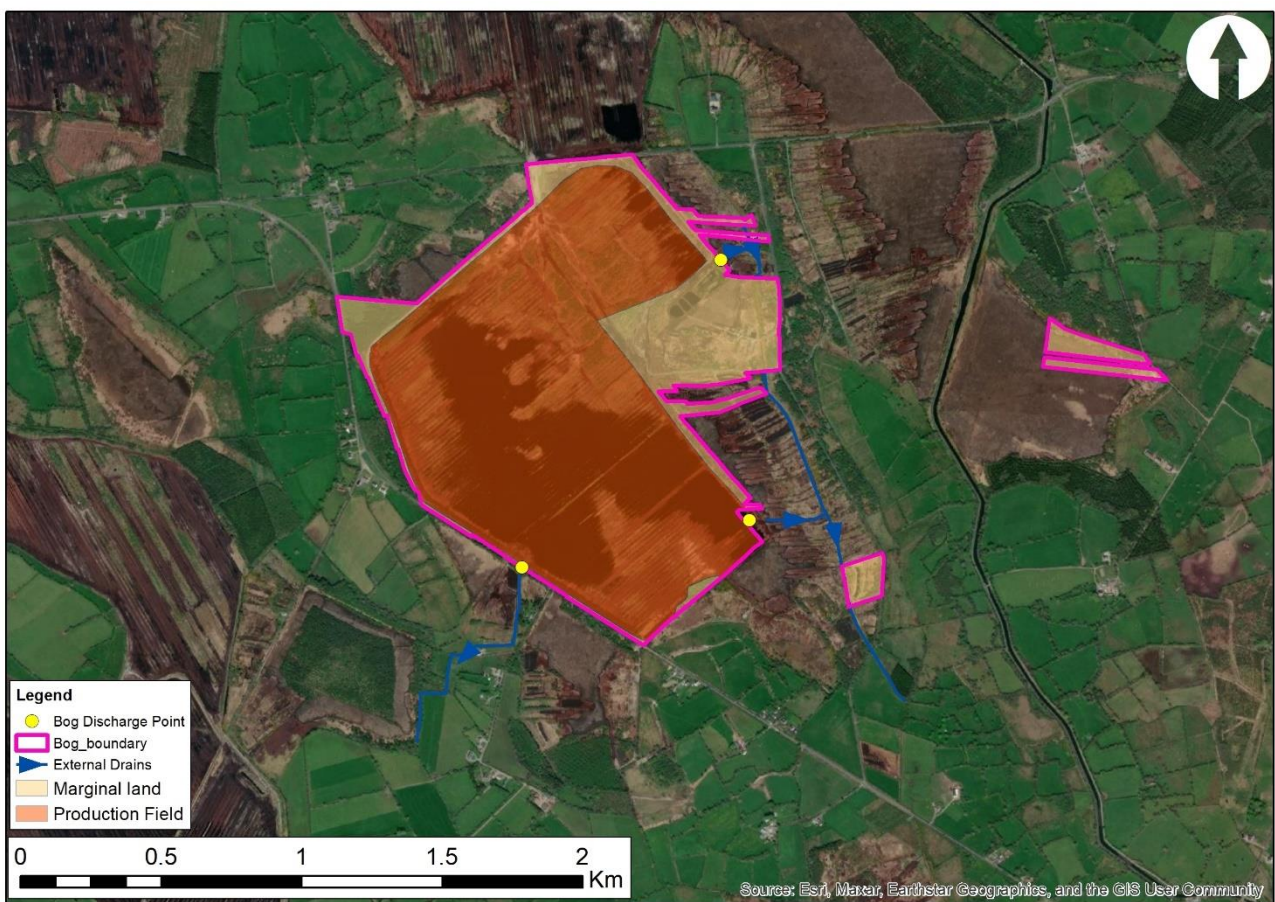 Legend
Bog Discharge Point
Bog_boundary
External Drains
Marginal land
Production Field
0 0.5 1 1.5 2
Km
Source: Esri, Maxar, Earthstar Geographics, and the GIS User Community